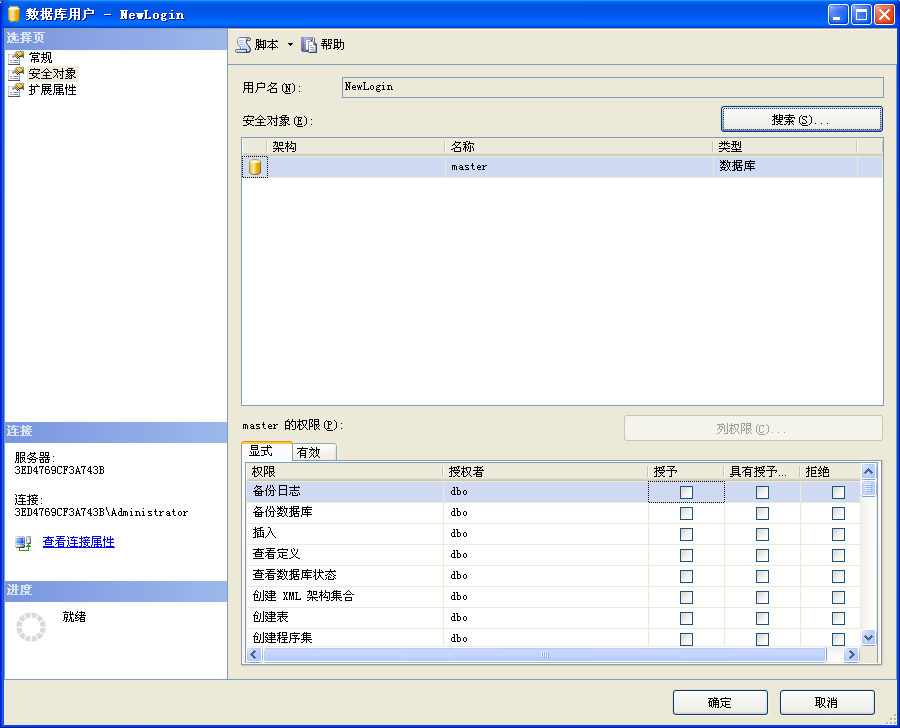 数据库用户 - NewLogin
选择页
常规
安全对象
扩展属性
脚本 帮助
用户名(N):
NewLogin
安全对象(E):
搜索(S)...
架构 名称 类型
master 数据库
master 的权限(P):
列权限(C)...
显式 有效
权限 授权者 授予 具有授予... 拒绝
备份日志 dbo
备份数据库 dbo
插入 dbo
查看定义 dbo
查看数据库状态 dbo
创建 XML 架构集合 dbo
创建表 dbo
创建程序集 dbo
连接
服务器:
3ED4769CF3A743B
连接:
3ED4769CF3A743B\Administrator
查看连接属性
进度
就绪
确定 取消